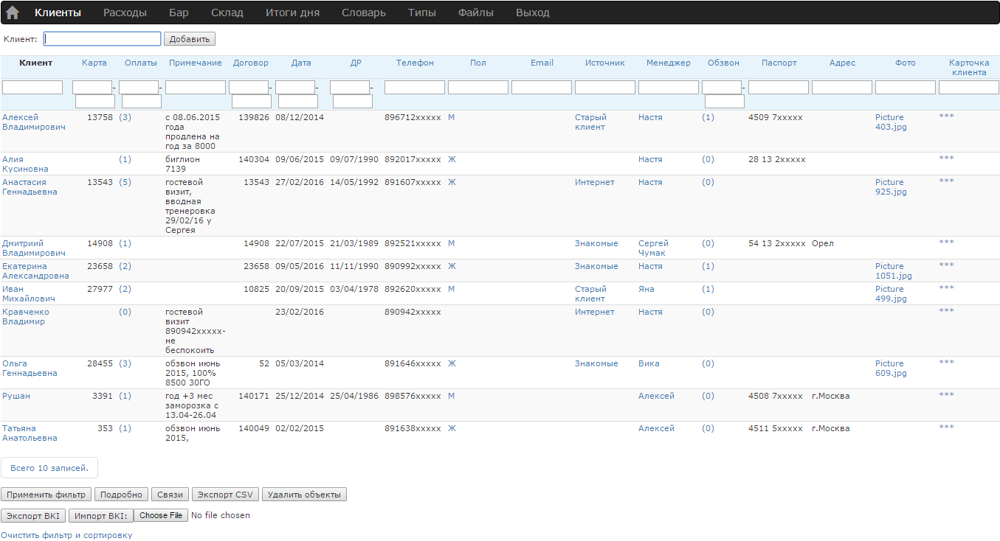 Клиенты Расходы Бар Склад Итоги дня Словарь Типы Файлы Выход
Клиент: Добавить
Клиент Карта Оплаты Примечание Договор Дата ДР Телефон Пол Email Источник Менеджер Обзвон Паспорт Адрес Фото Карточка
клиента
- - - - - -
Алексей 13758 (3) с 08.06.2015 139826 08/12/2014 896712xxxxx М Старый Настя (1) 4509 7xxxxx Picture ***
Владимирович года клиент 403.jpg
продлена на
год за 8000
Алия (1) биглион 140304 09/06/2015 09/07/1990 892017xxxxx Ж Настя (0) 28 13 2xxxxx ***
Кусиновна 7139
Анастасия 13543 (5) гостевой 13543 27/02/2016 14/05/1992 891607xxxxx Ж Интернет Настя (0) Picture ***
Геннадьевна визит, 925.jpg
вводная
тренеровка
29/02/16 у
Сергея
Дмитриий 14908 (1) 14908 22/07/2015 21/03/1989 892521xxxxx М Знакомые Сергей (0) 54 13 2xxxxx Орел ***
Владимирович Чумак
Екатерина 23658 (2) 23658 09/05/2016 11/11/1990 890992xxxxx Ж Знакомые Настя (1) Picture ***
Александровна 1051.jpg
Иван 27977 (2) 10825 20/09/2015 03/04/1978 892620xxxxx М Старый Яна (1) Picture ***
Михайлович клиент 499.jpg
Кравченко (0) гостевой 23/02/2016 890942xxxxx Интернет Настя (0) ***
Владимир визит
890942xxxxx-
не
беспокоить
Ольга 28455 (3) обзвон июнь 52 05/03/2014 891646xxxxx Ж Знакомые Вика (0) Picture ***
Геннадьевна 2015, 100% 609.jpg
8500 30ГО
Рушан 3391 (1) год +3 мес 140171 25/12/2014 25/04/1986 898576xxxxx М Алексей (0) 4508 7xxxxx г.Москва ***
заморозка с
13.04-26.04
Татьяна 353 (1) обзвон июнь 140049 02/02/2015 891638xxxxx Ж Алексей (0) 4511 5xxxxx г.Москва ***
Анатольевна 2015,
Всего 10 записей.
Применить фильтр Подробно Связи Экспорт CSV Удалить объекты
Экспорт BKI Импорт BKI: Choose File No file chosen
Очистить фильтр и сортировку